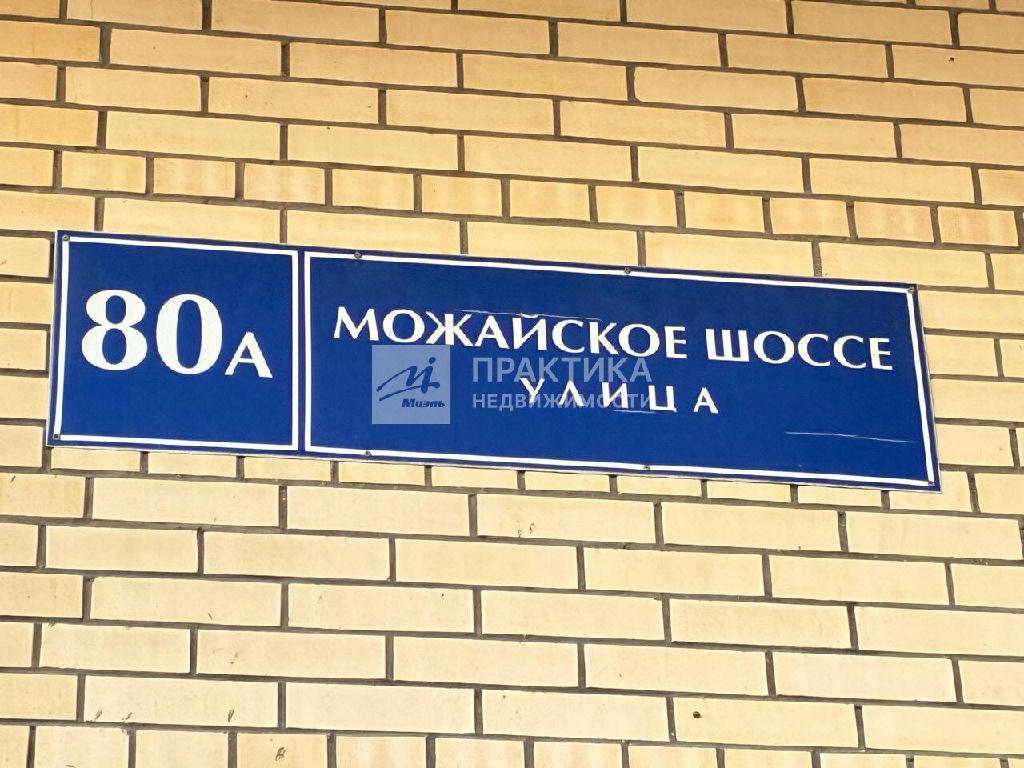 80А
МОЖАЙСКОЕ ШОССЕ
УЛИЦА
Миэль
ПРАКТИКА
НЕДВИЖИМОСТИ